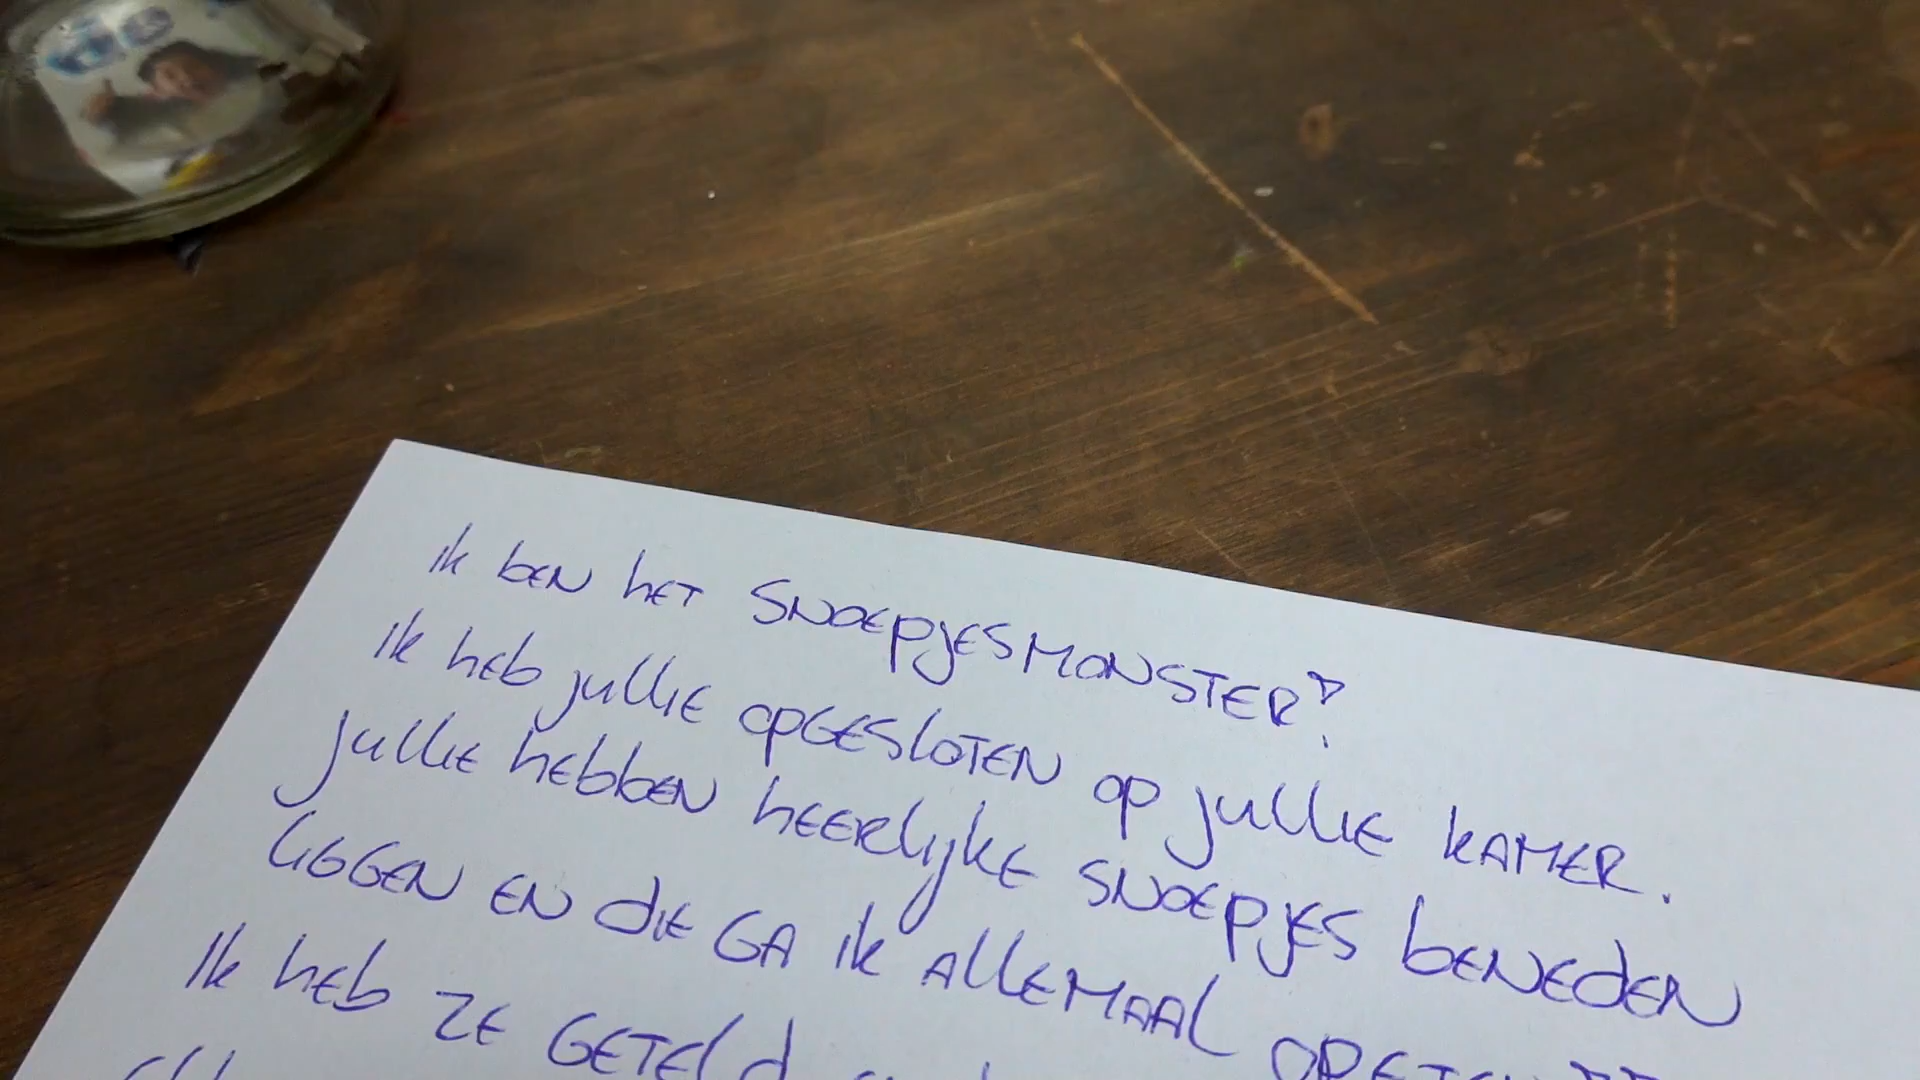 ik ben het SNOEPJESMONSTER!
Ik heb jullie opgesloten op jullie kamer.
jullie hebben heerlijke snoepjes beneden
liggen en die ga ik allemaal
Ik heb ze geteld